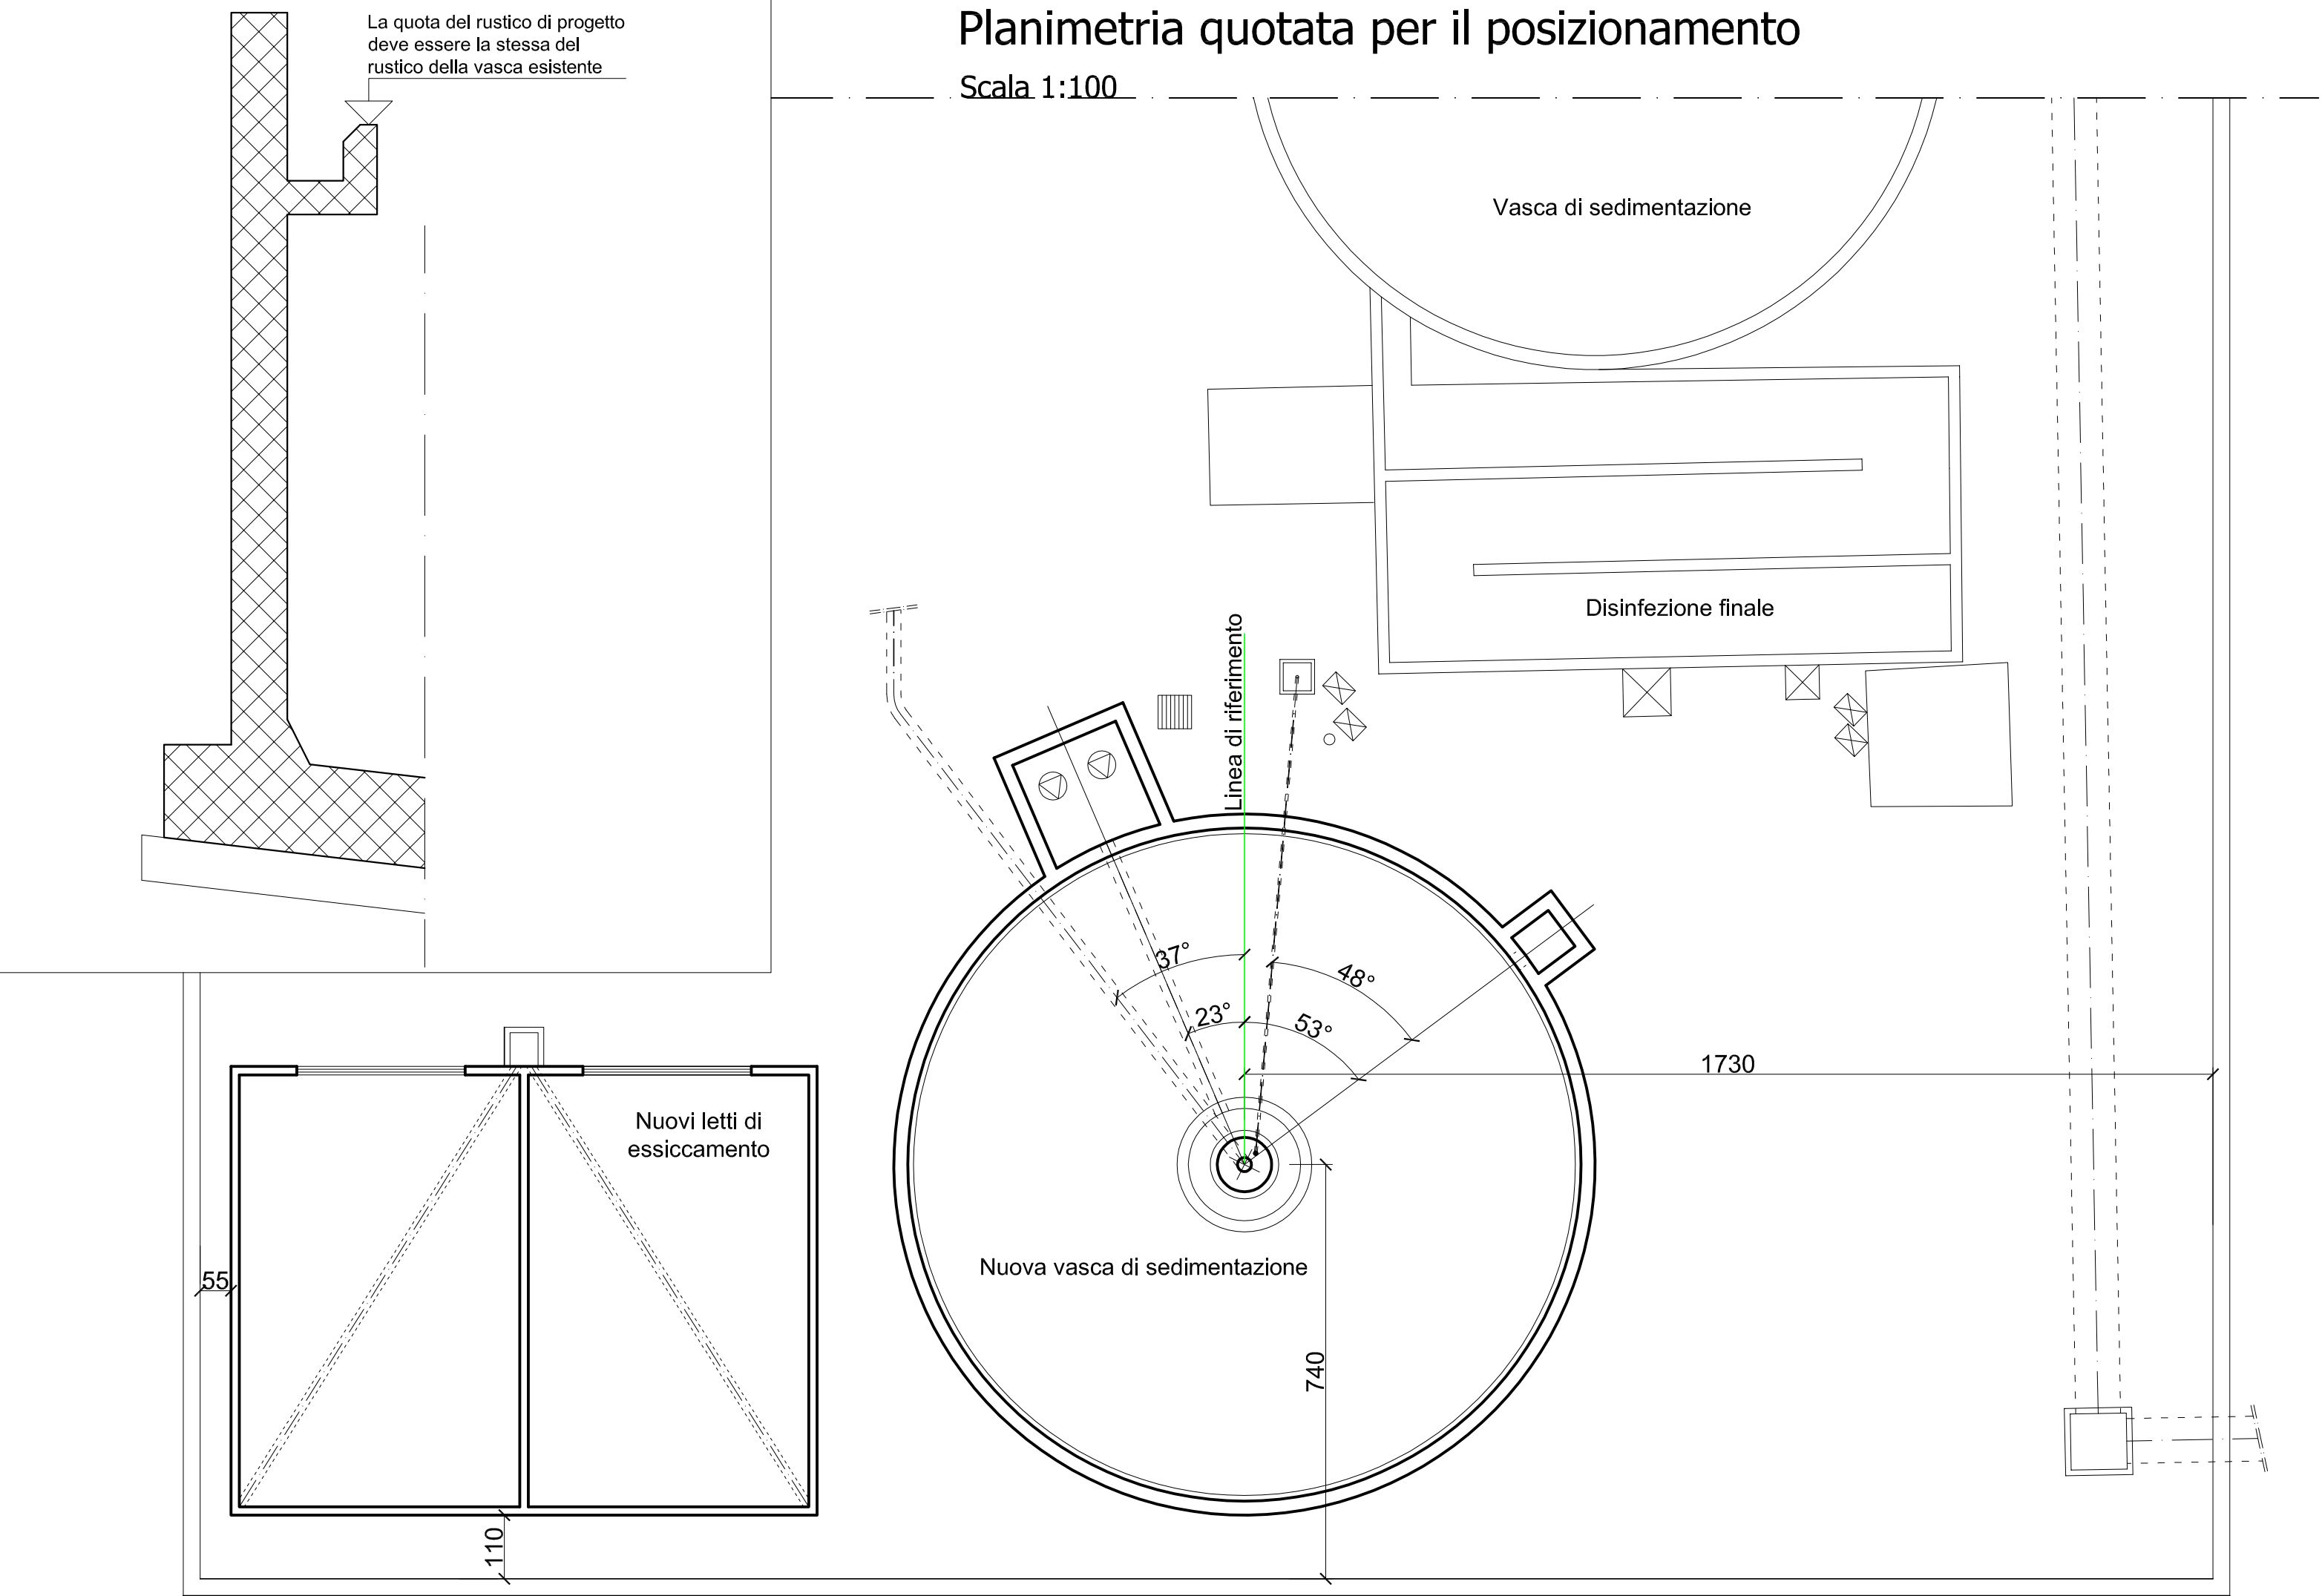 La quota del rustico di progetto
deve essere la stessa del
rustico della vasca esistente
Planimetria quotata per il posizionamento
Scala 1:100
Vasca di sedimentazione
Disinfezione finale
Linea di riferimento
37°
48°
23°
53°
1730
Nuovi letti di
essiccamento
Nuova vasca di sedimentazione
55
740
110